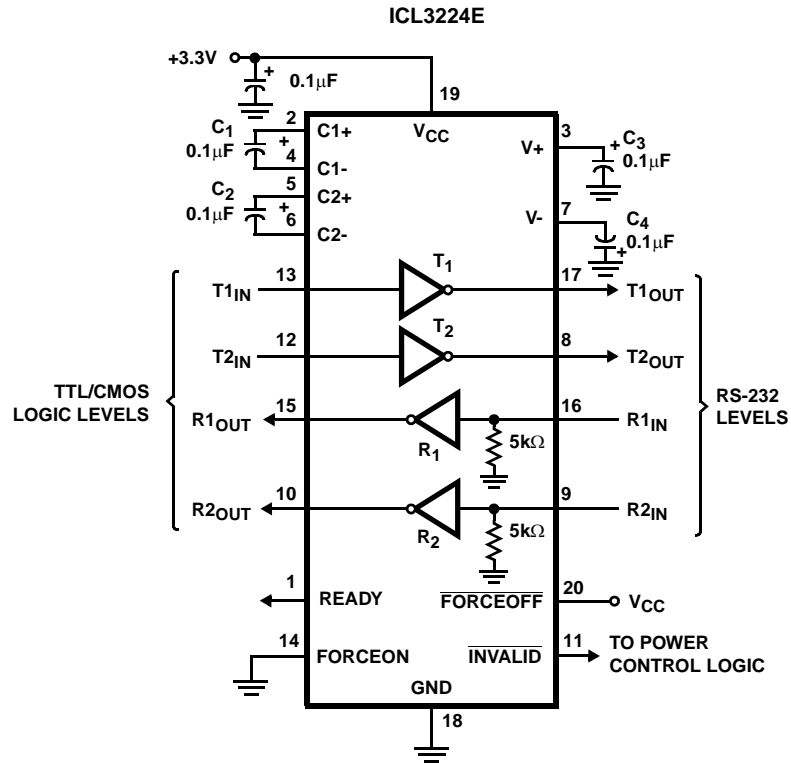 ICL3224E
+3.3V
+
0.1μF
19
VCC
2
C1+
C1
0.1μF
+
4
C1-
5
C2+
C2
0.1μF
+
6
C2-
3
V+
+
C3
0.1μF
7
V-
C4
0.1μF
+
T1IN
13
T1
17
T1OUT
T2IN
12
T2
8
T2OUT
TTL/CMOS
LOGIC LEVELS
RS-232
LEVELS
R1OUT
15
R1
5kΩ
16
R1IN
R2OUT
10
R2
5kΩ
9
R2IN
1
READY
FORCEOFF
20
VCC
14
FORCEON
INVALID
11
TO POWER
CONTROL LOGIC
GND
18